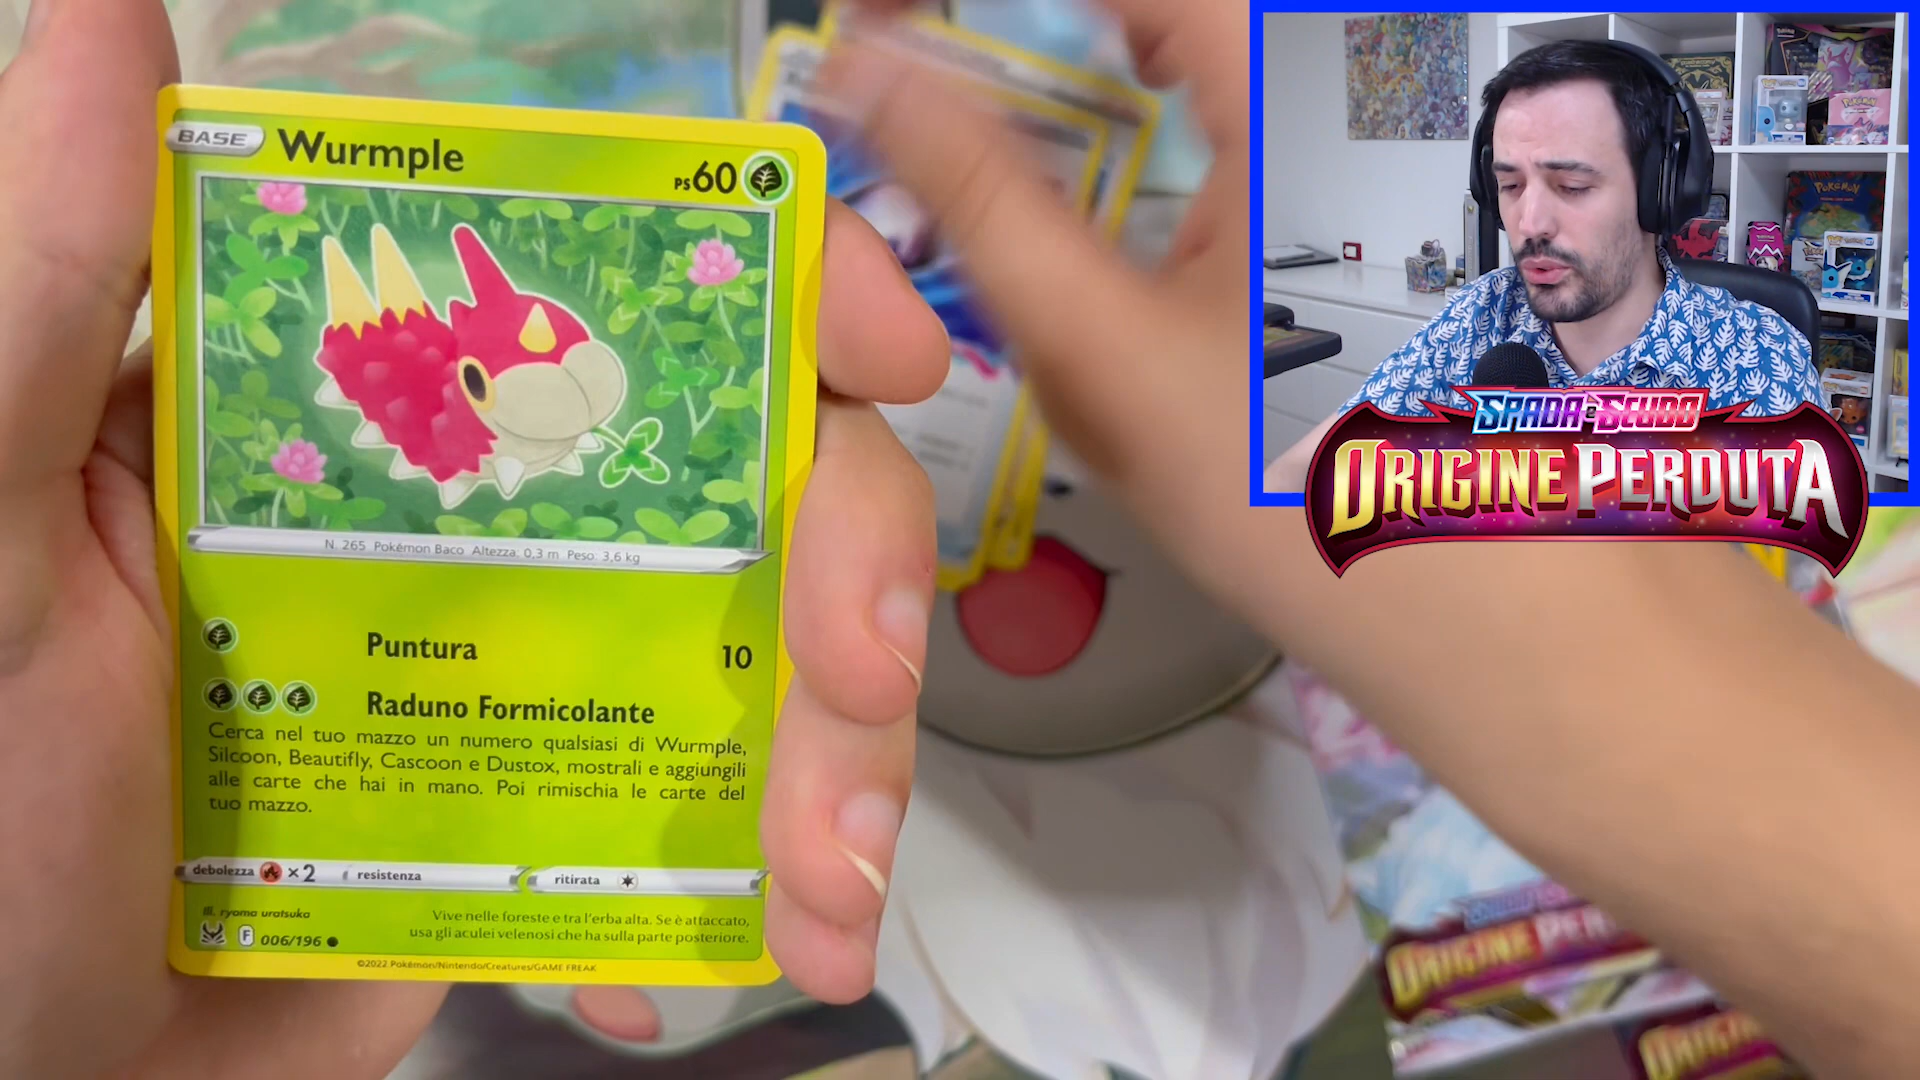 BASE Wurmple PS60
N. 265 Pokémon Baco Altezza: 0,3 m Peso: 3,6 kg
Puntura 10
Raduno Formicolante
Cerca nel tuo mazzo un numero qualsiasi di Wurmple,
Silcoon, Beautifly, Cascoon e Dustox, mostrali e aggiungili
alle carte che hai in mano. Poi rimischia le carte del
tuo mazzo.
debolezza ×2 resistenza ritirata
Ill. ryoma uratsuka
Vive nelle foreste e tra l'erba alta. Se è attaccato,
usa gli aculei velenosi che ha sulla parte posteriore.
F 006/196
©2022 Pokémon/Nintendo/Creatures/GAME FREAK
SPADA e SCUDO
ORIGINE PERDUTA
POKÉMON